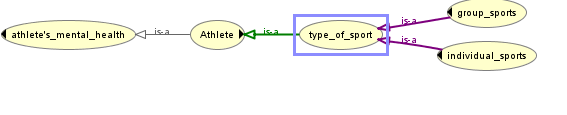 athlete's_mental_health
is-a
Athlete
is-a
type_of_sport
is-a
group_sports
is-a
individual_sports